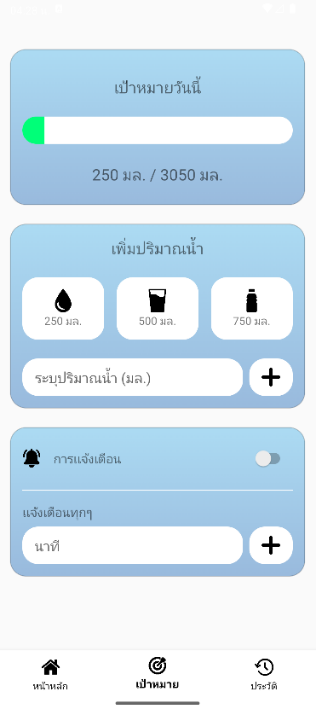 เป้าหมายวันนี้
250 มล. / 3050 มล.
เพิ่มปริมาณน้ำ
250 มล.
500 มล.
750 มล.
ระบุปริมาณน้ำ (มล.)
การแจ้งเตือน
แจ้งเตือนทุกๆ
นาที
หน้าหลัก
เป้าหมาย
ประวัติ